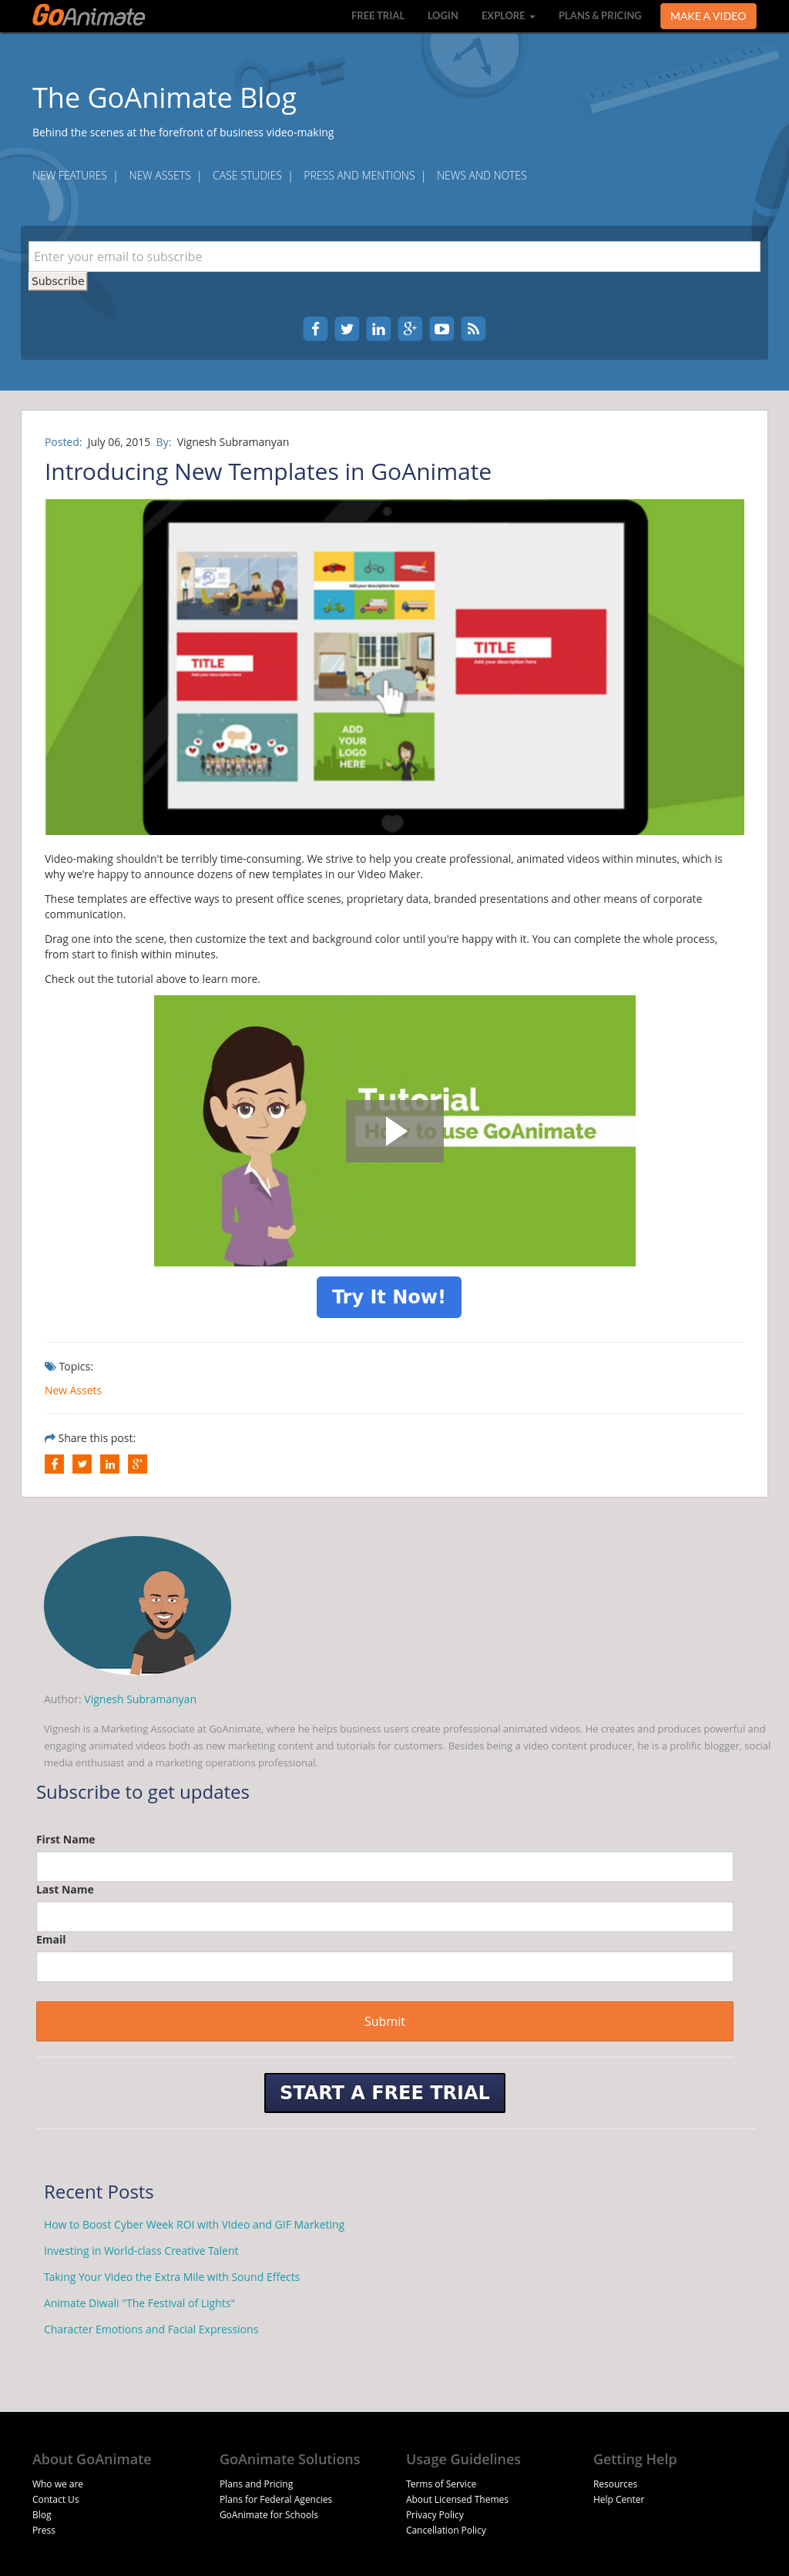 GoAnimate
FREE TRIAL
LOGIN
EXPLORE
PLANS & PRICING
MAKE A VIDEO
The GoAnimate Blog
Behind the scenes at the forefront of business video-making
NEW FEATURES | NEW ASSETS | CASE STUDIES | PRESS AND MENTIONS | NEWS AND NOTES
Enter your email to subscribe
Subscribe
Posted: July 06, 2015 By: Vignesh Subramanyan
Introducing New Templates in GoAnimate
Add your description here
TITLE
Add your description here
TITLE
Add your description here
ADD
YOUR
LOGO
HERE
Video-making shouldn't be terribly time-consuming. We strive to help you create professional, animated videos within minutes, which is
why we're happy to announce dozens of new templates in our Video Maker.
These templates are effective ways to present office scenes, proprietary data, branded presentations and other means of corporate
communication.
Drag one into the scene, then customize the text and background color until you're happy with it. You can complete the whole process,
from start to finish within minutes.
Check out the tutorial above to learn more.
Tutorial
How to use GoAnimate
Try It Now!
Topics:
New Assets
Share this post:
Author: Vignesh Subramanyan
Vignesh is a Marketing Associate at GoAnimate, where he helps business users create professional animated videos. He creates and produces powerful and
engaging animated videos both as new marketing content and tutorials for customers. Besides being a video content producer, he is a prolific blogger, social
media enthusiast and a marketing operations professional.
Subscribe to get updates
First Name
Last Name
Email
Submit
START A FREE TRIAL
Recent Posts
How to Boost Cyber Week ROI with Video and GIF Marketing
Investing in World-class Creative Talent
Taking Your Video the Extra Mile with Sound Effects
Animate Diwali "The Festival of Lights"
Character Emotions and Facial Expressions
About GoAnimate
Who we are
Contact Us
Blog
Press
GoAnimate Solutions
Plans and Pricing
Plans for Federal Agencies
GoAnimate for Schools
Usage Guidelines
Terms of Service
About Licensed Themes
Privacy Policy
Cancellation Policy
Getting Help
Resources
Help Center